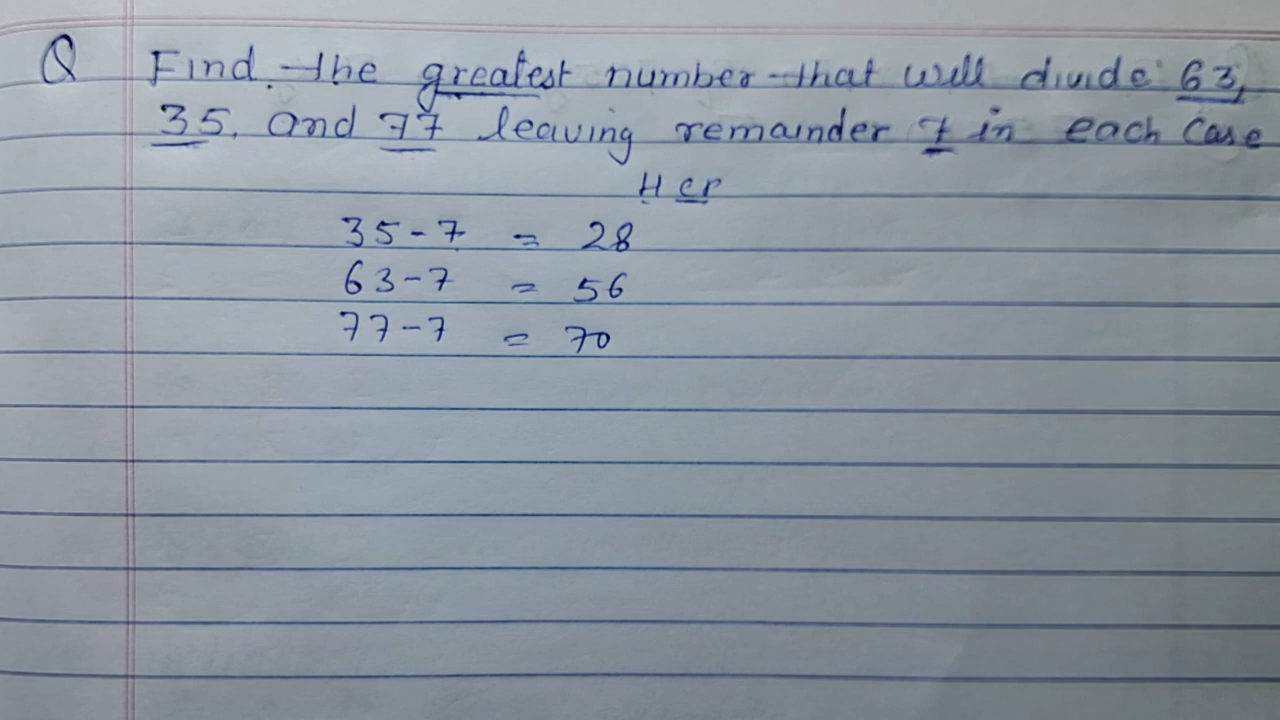 Q Find the greatest number that will divide 63,
35, and 77 leaving remainder 7 in each case
HCF
35-7 = 28
63-7 = 56
77-7 = 70